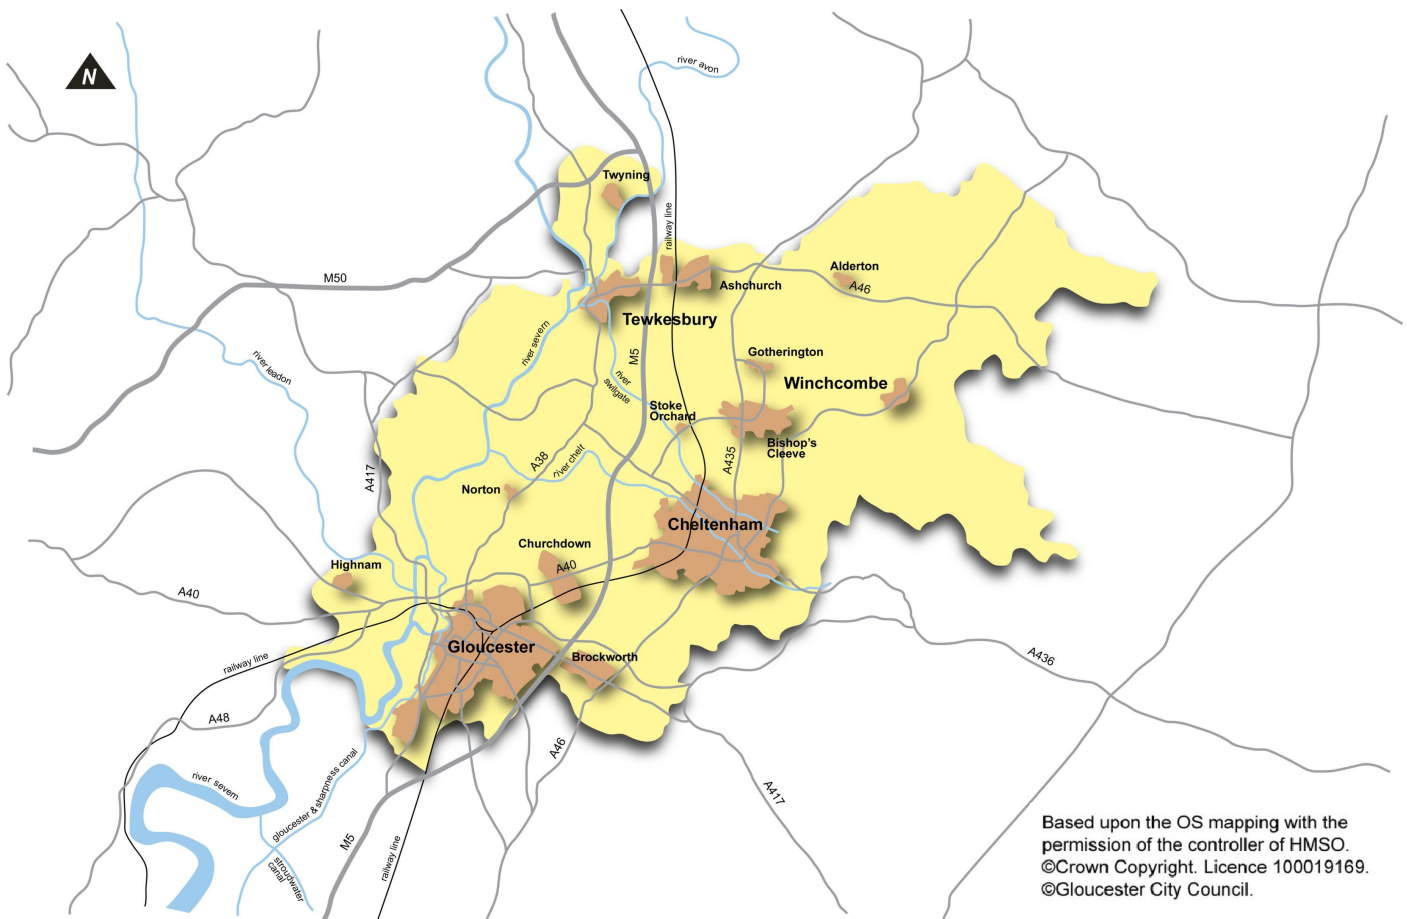 N
river avon
Twyning
railway line
M50
Alderton
A46
Ashchurch
Tewkesbury
river severn
M5
river
swilgate
Gotherington
Winchcombe
river leadon
Stoke
Orchard
Bishop's
Cleeve
A435
A38
river chelt
A417
Norton
Cheltenham
Churchdown
A40
Highnam
A40
Gloucester
Brockworth
railway line
A436
A48
A46
river severn
gloucester & sharpness canal
A417
M5
railway line
stroudwater
canal
Based upon the OS mapping with the
permission of the controller of HMSO.
©Crown Copyright. Licence 100019169.
©Gloucester City Council.